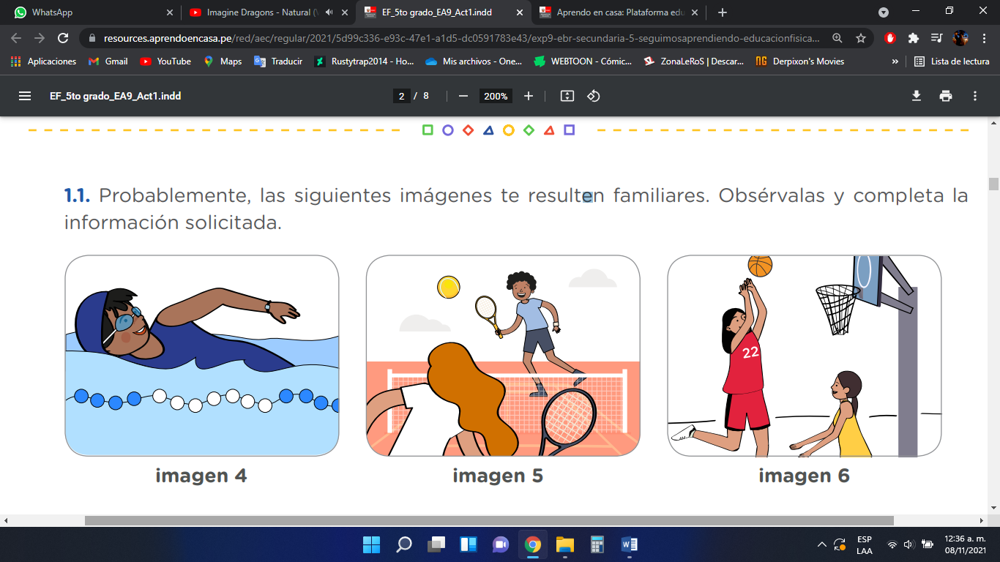 WhatsApp
Imagine Dragons - Natural (
EF_5to grado_EA9_Act1.indd
Aprendo en casa: Plataforma edu
resources.aprendoencasa.pe/red/aec/regular/2021/5d99c336-e93c-47e1-a1d5-dc0591783e43/exp9-ebr-secundaria-5-seguimosaprendiendo-educacionfisica...
Aplicaciones
Gmail
YouTube
Maps
Traducir
Rustytrap2014 - Ho...
Mis archivos - One...
WEBTOON - Cómic...
ZonaLeRoS | Descar...
NG Derpixon's Movies
»
Lista de lectura
EF_5to grado_EA9_Act1.indd
2 / 8
200%
1.1. Probablemente, las siguientes imágenes te resulten familiares. Obsérvalas y completa la
información solicitada.
22
imagen 4
imagen 5
imagen 6
ESP
LAA
12:36 a. m.
08/11/2021